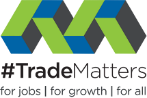 #TradeMatters
for jobs | for growth | for all